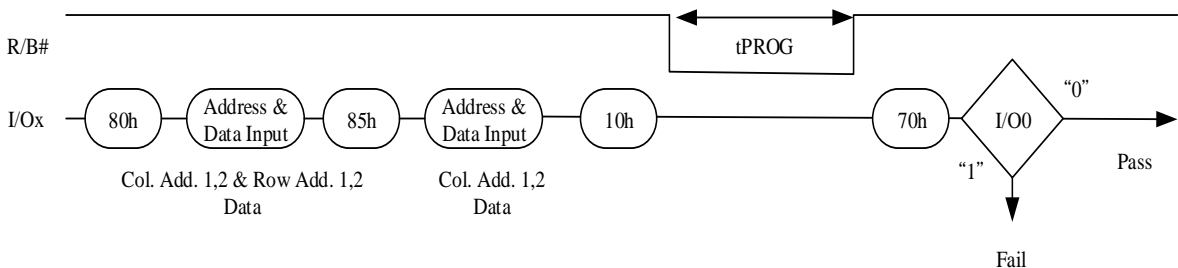 R/B#
tPROG
I/Ox
80h
Address &
Data Input
85h
Address &
Data Input
10h
70h
I/O0
“0”
“1”
Pass
Col. Add. 1,2 & Row Add. 1,2
Data
Col. Add. 1,2
Data
Fail